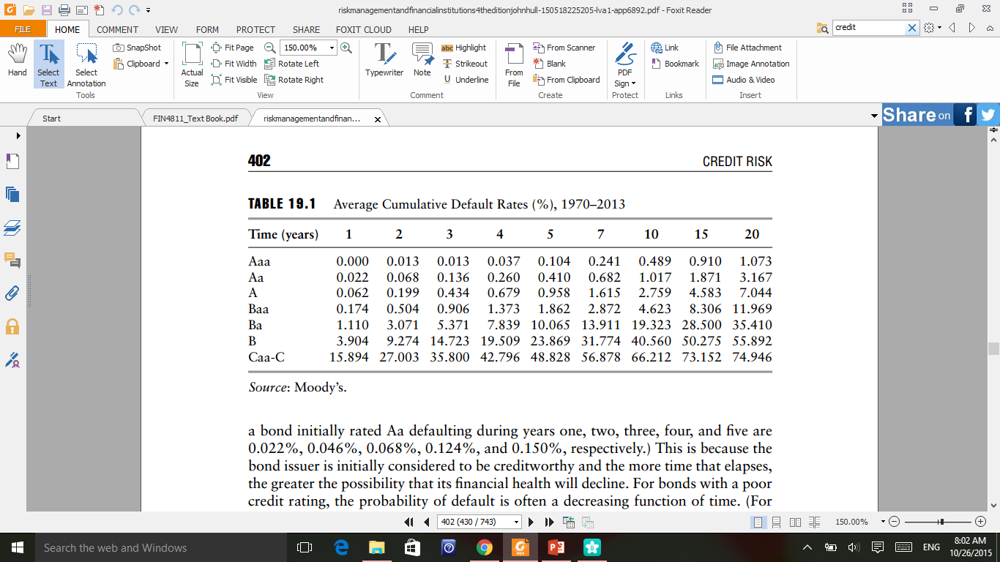 riskmanagementandfinancialinstitutions4theditionjohnhull-150518225205-lva1-app6892.pdf - Foxit Reader
FILE HOME COMMENT VIEW FORM PROTECT SHARE FOXIT CLOUD HELP credit
Hand Select Text Select Annotation SnapShot Clipboard Tools
Actual Size Fit Page Fit Width Fit Visible 150.00% Rotate Left Rotate Right View
Typewriter Note abc Highlight T Strikeout U Underline Comment
From File From Scanner Blank From Clipboard Create
PDF Sign Protect
Link Bookmark Links
File Attachment Image Annotation Audio & Video Insert
Start FIN4811_Text Book.pdf riskmanagementandfinan... Share on f
402 CREDIT RISK
TABLE 19.1 Average Cumulative Default Rates (%), 1970–2013
Time (years) 1 2 3 4 5 7 10 15 20
Aaa 0.000 0.013 0.013 0.037 0.104 0.241 0.489 0.910 1.073
Aa 0.022 0.068 0.136 0.260 0.410 0.682 1.017 1.871 3.167
A 0.062 0.199 0.434 0.679 0.958 1.615 2.759 4.583 7.044
Baa 0.174 0.504 0.906 1.373 1.862 2.872 4.623 8.306 11.969
Ba 1.110 3.071 5.371 7.839 10.065 13.911 19.323 28.500 35.410
B 3.904 9.274 14.723 19.509 23.869 31.774 40.560 50.275 55.892
Caa-C 15.894 27.003 35.800 42.796 48.828 56.878 66.212 73.152 74.946
Source: Moody's.
a bond initially rated Aa defaulting during years one, two, three, four, and five are
0.022%, 0.046%, 0.068%, 0.124%, and 0.150%, respectively.) This is because the
bond issuer is initially considered to be creditworthy and the more time that elapses,
the greater the possibility that its financial health will decline. For bonds with a poor
credit rating, the probability of default is often a decreasing function of time. (For
402 (430 / 743) 150.00%
Search the web and Windows ENG 8:02 AM
10/26/2015